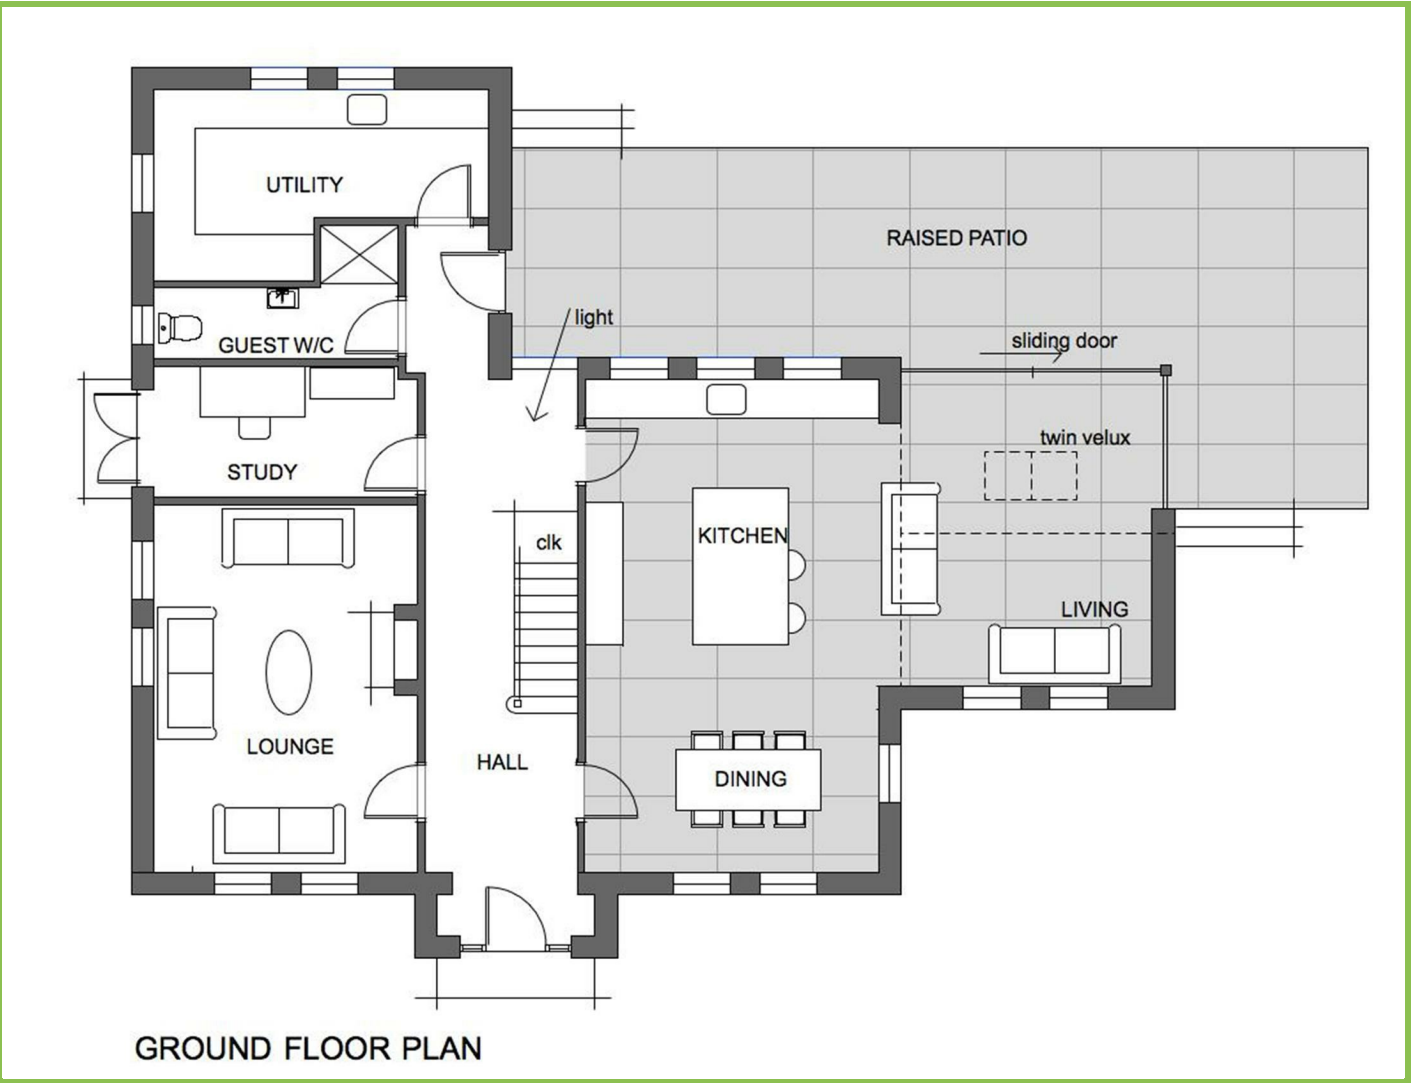 UTILITY
RAISED PATIO
light
sliding door
GUEST W/C
twin velux
STUDY
KITCHEN
clk
LIVING
LOUNGE
HALL
DINING
GROUND FLOOR PLAN